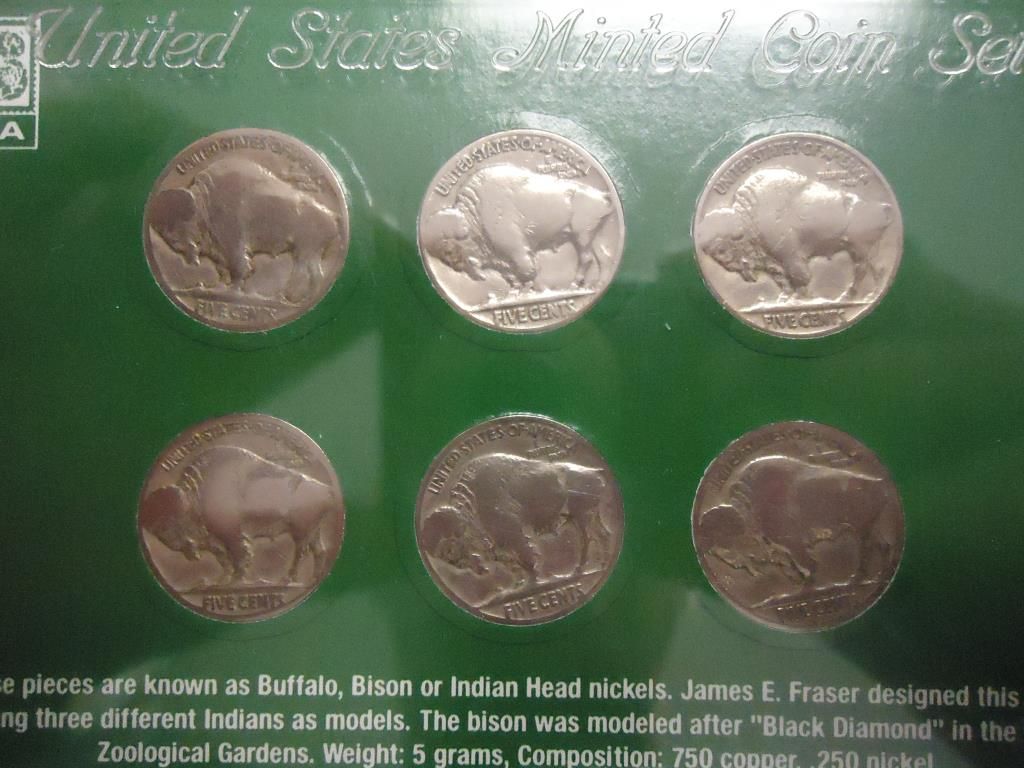 United States Minted Coin Set
A
UNITED STATES OF AMERICA
FIVE CENTS
UNITED STATES OF AMERICA
FIVE CENTS
UNITED STATES OF AMERICA
FIVE CENTS
UNITED STATES OF AMERICA
FIVE CENTS
UNITED STATES OF AMERICA
FIVE CENTS
UNITED STATES OF AMERICA
FIVE CENTS
se pieces are known as Buffalo, Bison or Indian Head nickels. James E. Fraser designed this
ng three different Indians as models. The bison was modeled after "Black Diamond" in the
Zoological Gardens. Weight: 5 grams, Composition: 750 copper, .250 nickel